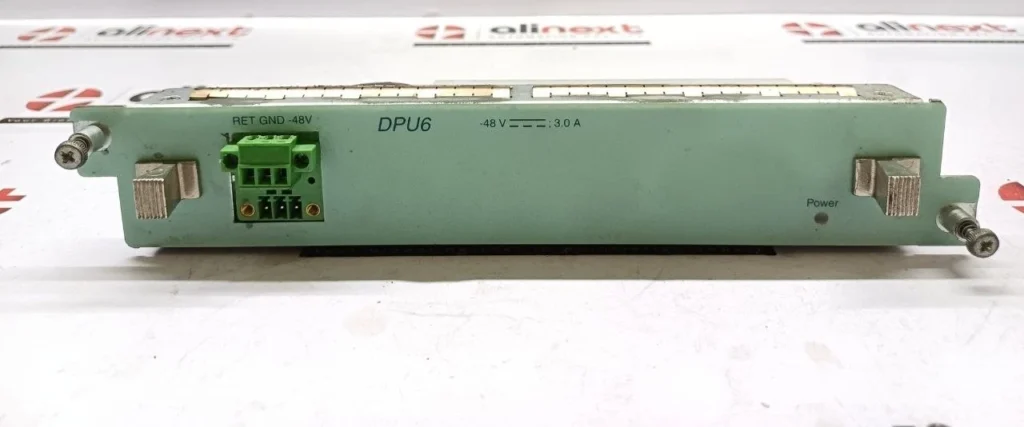 alinext
alinext
alinext
RET GND -48V
DPU6
-48 V ⎓ ; 3.0 A
Power